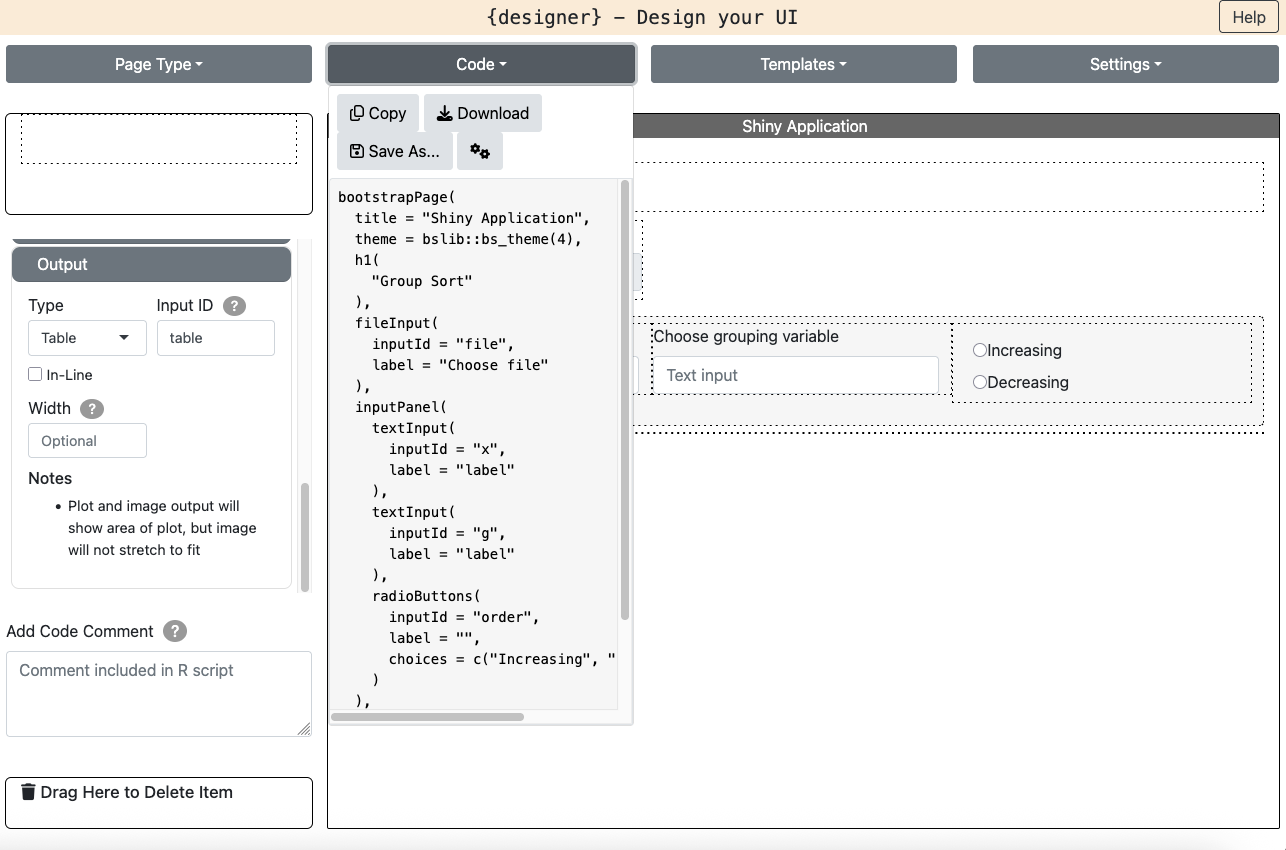 {designer} – Design your UI
Help
Page Type
Code
Templates
Settings
Copy
Download
Save As...
Shiny Application
bootstrapPage(
  title = "Shiny Application",
  theme = bslib::bs_theme(4),
  h1(
    "Group Sort"
  ),
  fileInput(
    inputId = "file",
    label = "Choose file"
  ),
  inputPanel(
    textInput(
      inputId = "x",
      label = "label"
    ),
    textInput(
      inputId = "g",
      label = "label"
    ),
    radioButtons(
      inputId = "order",
      label = "",
      choices = c("Increasing", "
    )
  ),
Output
Type
Input ID ?
Table
table
In-Line
Width ?
Optional
Notes
• Plot and image output will
show area of plot, but image
will not stretch to fit
Add Code Comment ?
Comment included in R script
Drag Here to Delete Item
Choose grouping variable
Text input
Increasing
Decreasing